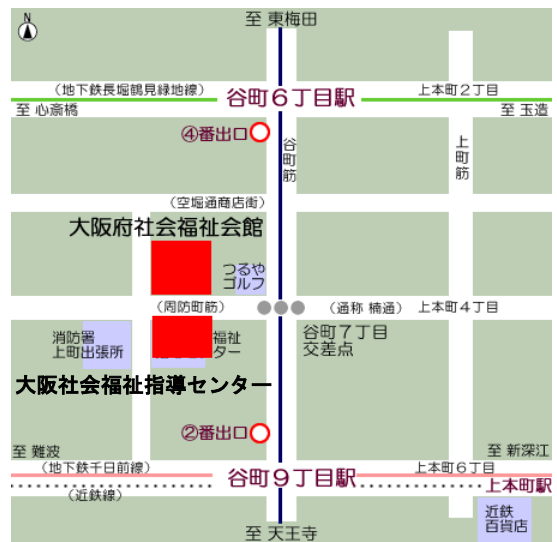 N
至 東梅田
(地下鉄長堀鶴見緑地線)
谷町6丁目駅
上本町2丁目
至 心斎橋
至 玉造
④番出口
谷町筋
上町筋
(空堀通商店街)
大阪府社会福祉会館
つるや
ゴルフ
(周防町筋)
(通称 楠通)
上本町4丁目
消防署
上町出張所
福祉
ター
谷町7丁目
交差点
大阪社会福祉指導センター
②番出口
至 難波
至 新深江
(地下鉄千日前線)
谷町9丁目駅
上本町6丁目
(近鉄線)
上本町駅
近鉄
百貨店
至 天王寺